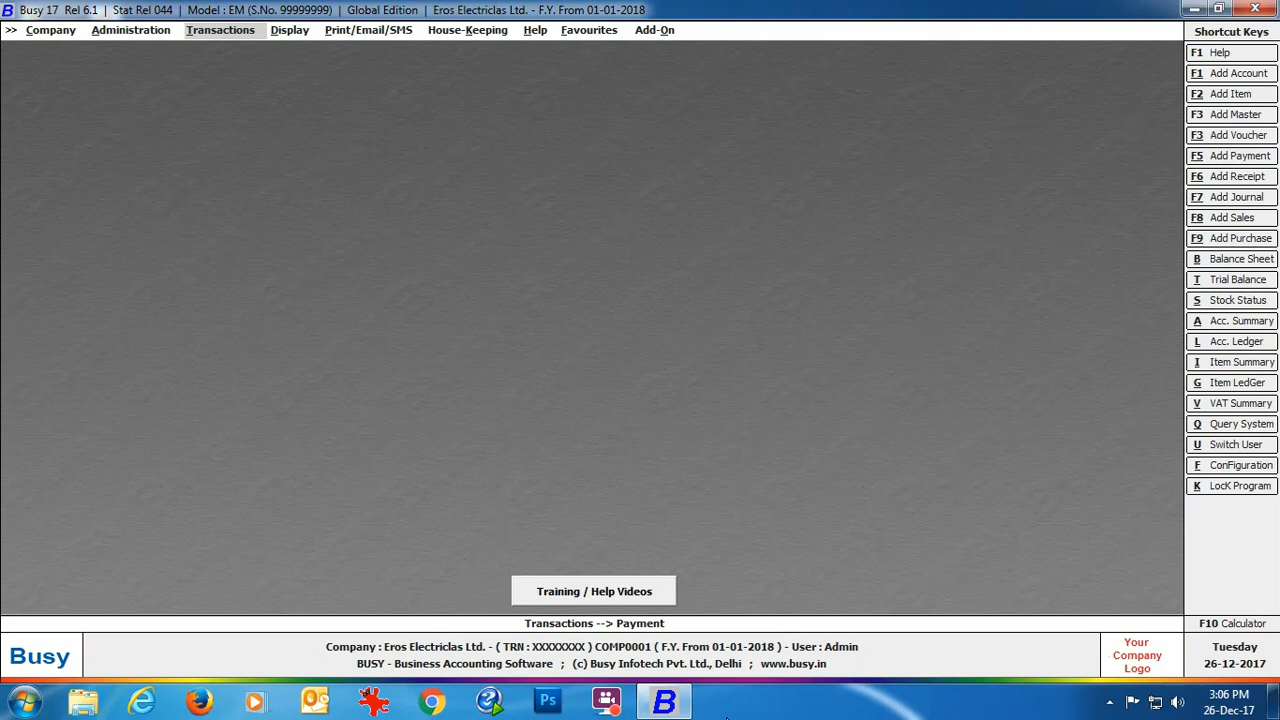 Busy 17 Rel 6.1 | Stat Rel 044 | Model : EM (S.No. 99999999) | Global Edition | Eros Electriclas Ltd. - F.Y. From 01-01-2018
>> Company Administration Transactions Display Print/Email/SMS House-Keeping Help Favourites Add-On
Shortcut Keys
F1 Help
F1 Add Account
F2 Add Item
F3 Add Master
F3 Add Voucher
F5 Add Payment
F6 Add Receipt
F7 Add Journal
F8 Add Sales
F9 Add Purchase
B Balance Sheet
T Trial Balance
S Stock Status
A Acc. Summary
L Acc. Ledger
I Item Summary
G Item LedGer
V VAT Summary
Q Query System
U Switch User
F ConFiguration
K LocK Program
Training / Help Videos
Transactions --> Payment
F10 Calculator
Busy
Company : Eros Electriclas Ltd. - ( TRN : XXXXXXXX ) COMP0001 ( F.Y. From 01-01-2018 ) - User : Admin
BUSY - Business Accounting Software ; (c) Busy Infotech Pvt. Ltd., Delhi ; www.busy.in
Your
Company
Logo
Tuesday
26-12-2017
Ps
B
3:06 PM
26-Dec-17